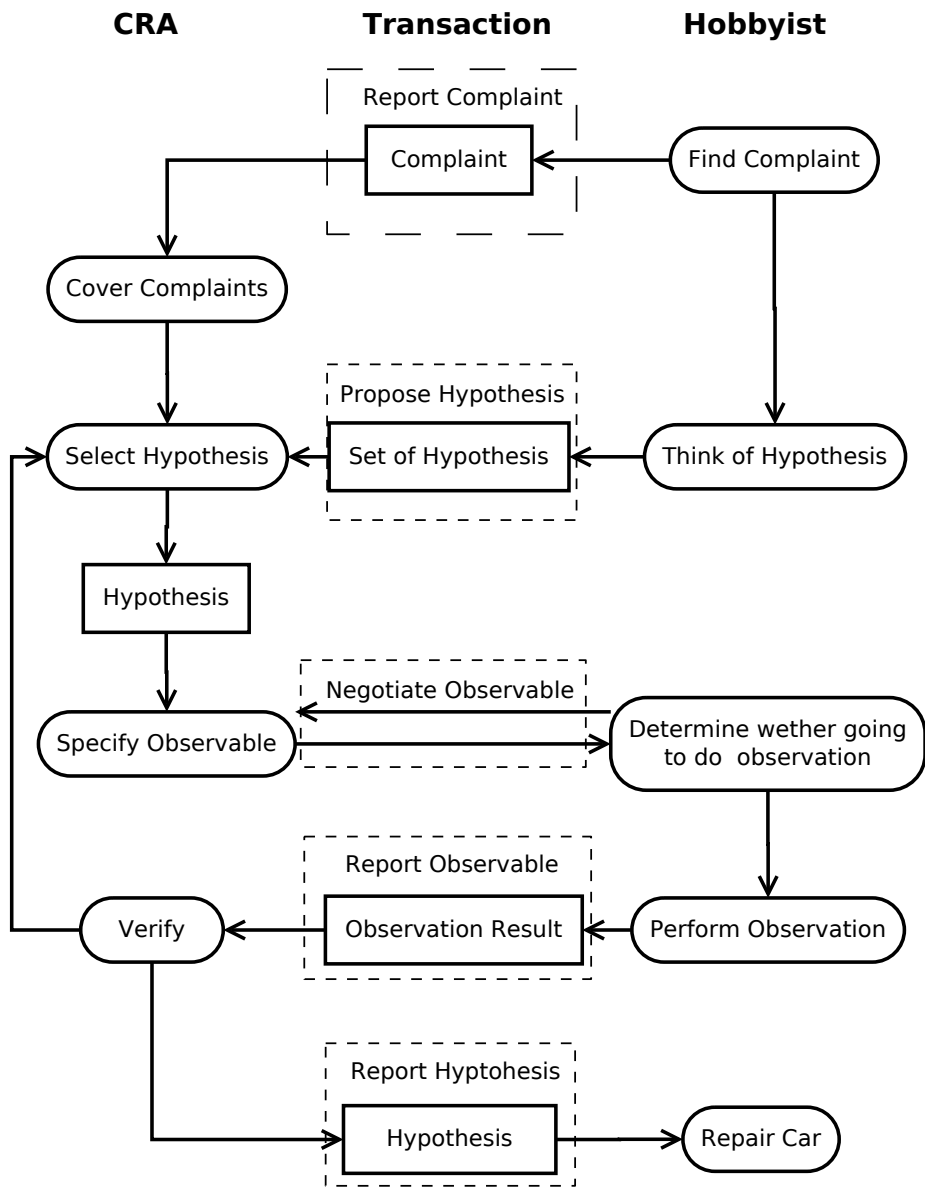 CRA
Transaction
Hobbyist
Report Complaint
Complaint
Find Complaint
Cover Complaints
Propose Hypothesis
Select Hypothesis
Set of Hypothesis
Think of Hypothesis
Hypothesis
Negotiate Observable
Specify Observable
Determine wether going
to do observation
Report Observable
Verify
Observation Result
Perform Observation
Report Hyptohesis
Hypothesis
Repair Car